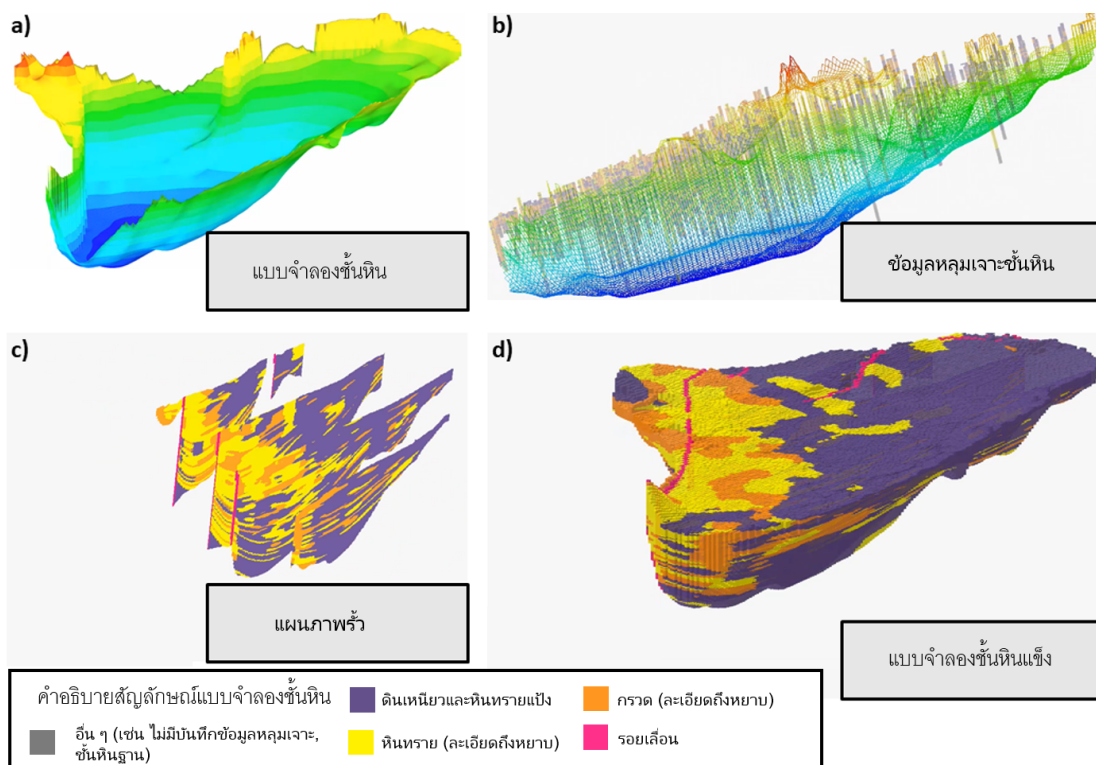 a)
แบบจำลองชั้นหิน
b)
ข้อมูลหลุมเจาะชั้นหิน
c)
แผนภาพรั้ว
d)
แบบจำลองชั้นหินแข็ง
คำอธิบายสัญลักษณ์แบบจำลองชั้นหิน
อื่น ๆ (เช่น ไม่มีบันทึกข้อมูลหลุมเจาะ,
ชั้นหินฐาน)
ดินเหนียวและหินทรายแป้ง
หินทราย (ละเอียดถึงหยาบ)
กรวด (ละเอียดถึงหยาบ)
รอยเลื่อน